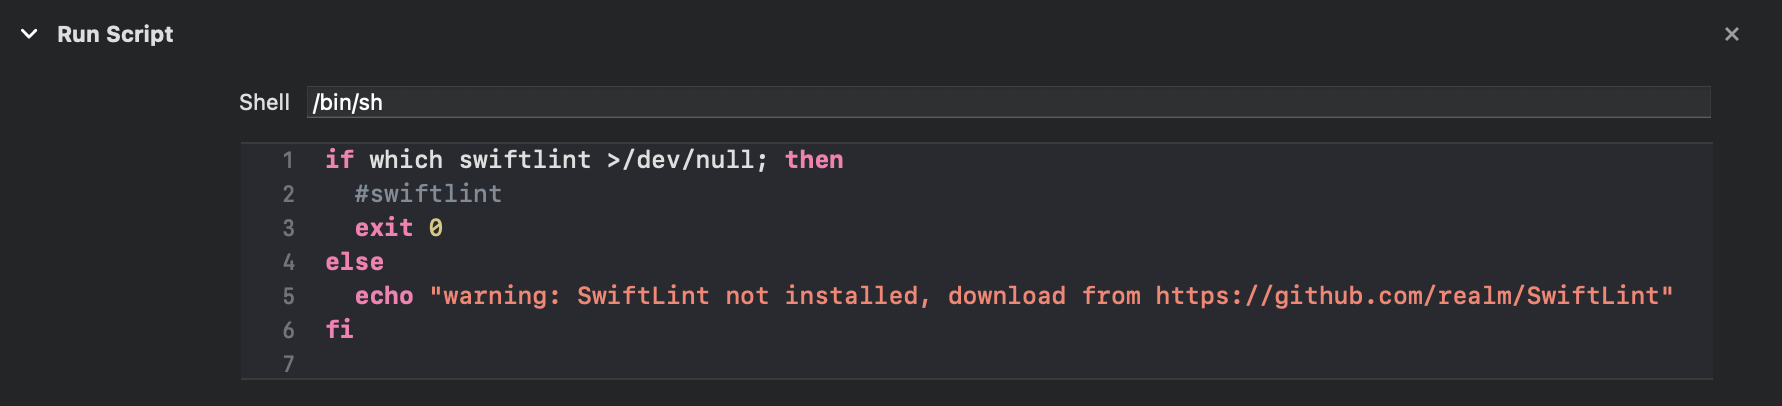 Run Script
Shell /bin/sh
1 if which swiftlint >/dev/null; then
2   #swiftlint
3   exit 0
4 else
5   echo "warning: SwiftLint not installed, download from https://github.com/realm/SwiftLint"
6 fi
7